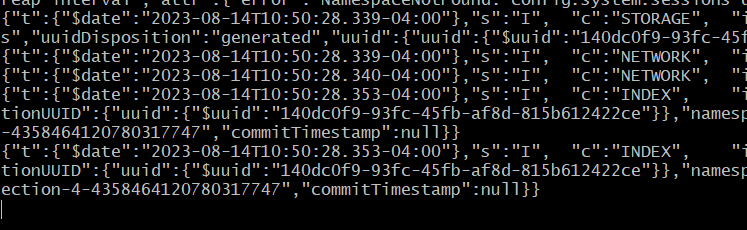 reap interval","attr":{"error":"NamespaceNotFound: config.system.sessions
{"t":{"$date":"2023-08-14T10:50:28.339-04:00"},"s":"I",  "c":"STORAGE",  "i
s","uuidDisposition":"generated","uuid":{"uuid":{"$uuid":"140dc0f9-93fc-45f
{"t":{"$date":"2023-08-14T10:50:28.339-04:00"},"s":"I",  "c":"NETWORK",  "i
{"t":{"$date":"2023-08-14T10:50:28.340-04:00"},"s":"I",  "c":"NETWORK",  "i
{"t":{"$date":"2023-08-14T10:50:28.353-04:00"},"s":"I",  "c":"INDEX",    "i
tionUUID":{"uuid":{"$uuid":"140dc0f9-93fc-45fb-af8d-815b612422ce"}},"namesp
-4358464120780317747","commitTimestamp":null}}
{"t":{"$date":"2023-08-14T10:50:28.353-04:00"},"s":"I",  "c":"INDEX",    "i
tionUUID":{"uuid":{"$uuid":"140dc0f9-93fc-45fb-af8d-815b612422ce"}},"namesp
ection-4-4358464120780317747","commitTimestamp":null}}